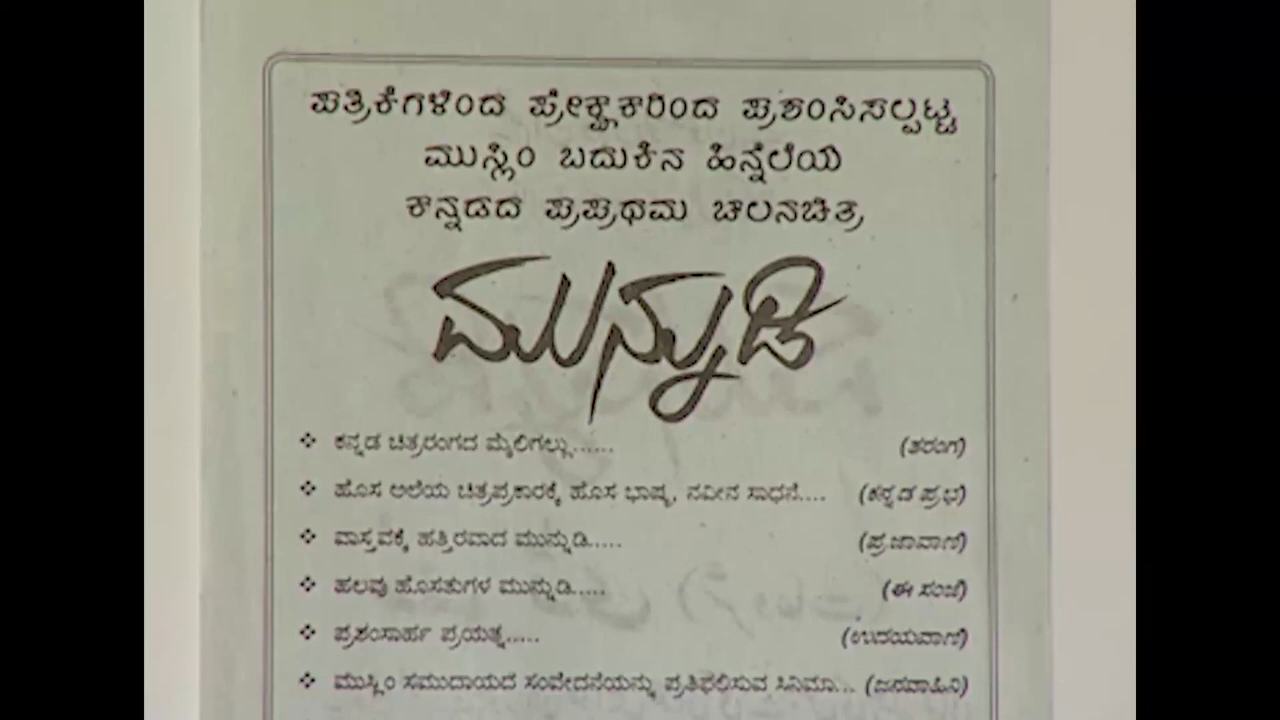 ಪತ್ರಿಕೆಗಳಿಂದ ಪ್ರೇಕ್ಷಕರಿಂದ ಪ್ರಶಂಸಿಸಲ್ಪಟ್ಟ
ಮುಸ್ಲಿಂ ಬದುಕಿನ ಹಿನ್ನೆಲೆಯ
ಕನ್ನಡದ ಪ್ರಪ್ರಥಮ ಚಲನಚಿತ್ರ
ಮುನ್ನುಡಿ
❖ ಕನ್ನಡ ಚಿತ್ರರಂಗದ ಮೈಲಿಗಲ್ಲು...... (ತರಂಗ)
❖ ಹೊಸ ಅಲೆಯ ಚಿತ್ರಪ್ರಕಾರಕ್ಕೆ ಹೊಸ ಭಾಷ್ಯ, ನವೀನ ಸಾಧನೆ.... (ಕನ್ನಡ ಪ್ರಭ)
❖ ವಾಸ್ತವಕ್ಕೆ ಹತ್ತಿರವಾದ ಮುನ್ನುಡಿ..... (ಪ್ರಜಾವಾಣಿ)
❖ ಹಲವು ಹೊಸತುಗಳ ಮುನ್ನುಡಿ..... (ಈ ಸಂಜೆ)
❖ ಪ್ರಶಂಸಾರ್ಹ ಪ್ರಯತ್ನ..... (ಉದಯವಾಣಿ)
❖ ಮುಸ್ಲಿಂ ಸಮುದಾಯದ ಸಂವೇದನೆಯನ್ನು ಪ್ರತಿಫಲಿಸುವ ಸಿನಿಮಾ... (ಜನವಾಹಿನಿ)